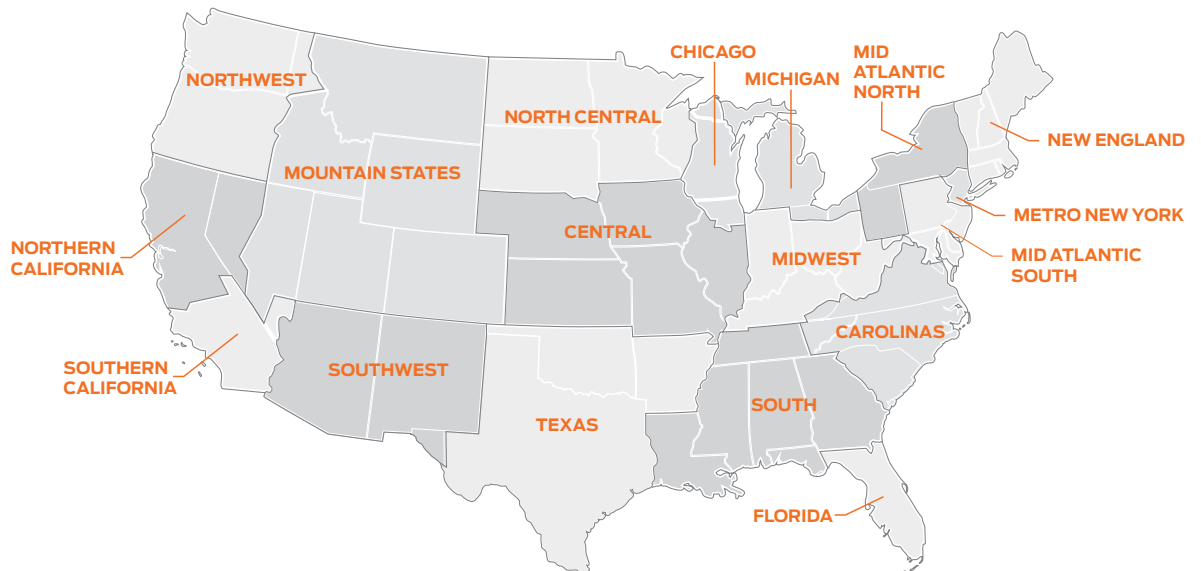 CHICAGO
MID
ATLANTIC
NORTH
MICHIGAN
NORTHWEST
NORTH CENTRAL
NEW ENGLAND
MOUNTAIN STATES
METRO NEW YORK
CENTRAL
NORTHERN
CALIFORNIA
MIDWEST
MID ATLANTIC
SOUTH
CAROLINAS
SOUTHERN
CALIFORNIA
SOUTHWEST
SOUTH
TEXAS
FLORIDA